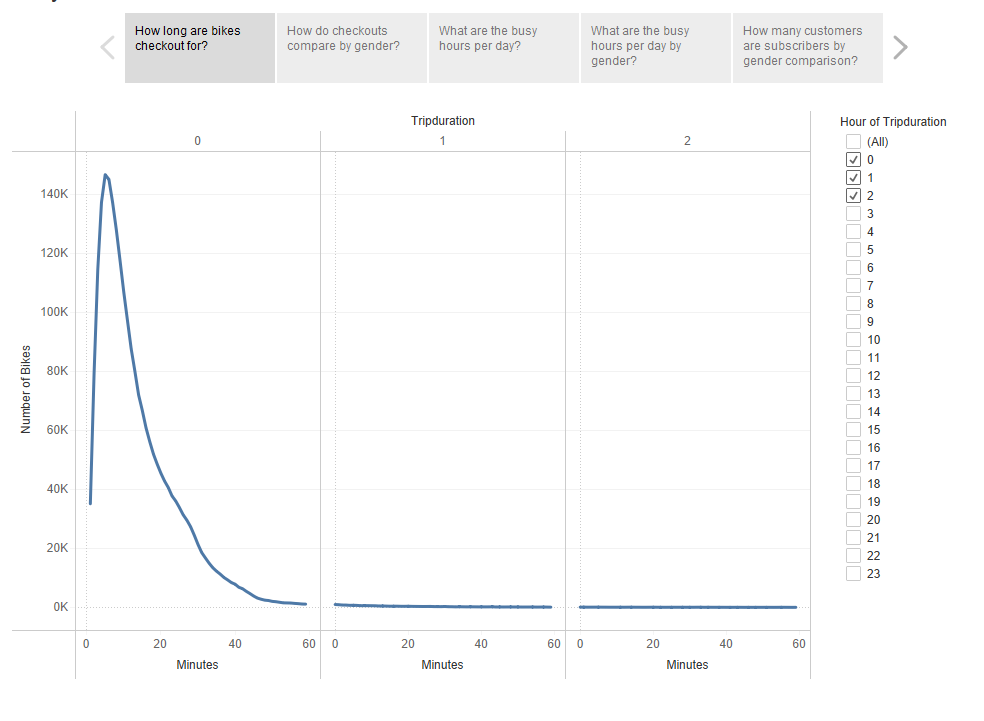 How long are bikes
checkout for?
How do checkouts
compare by gender?
What are the busy
hours per day?
What are the busy
hours per day by
gender?
How many customers
are subscribers by
gender comparison?
Tripduration
0
1
2
Number of Bikes
140K
120K
100K
80K
60K
40K
20K
0K
0
20
40
60
0
20
40
60
0
20
40
60
Minutes
Minutes
Minutes
Hour of Tripduration
(All)
0
1
2
3
4
5
6
7
8
9
10
11
12
13
14
15
16
17
18
19
20
21
22
23